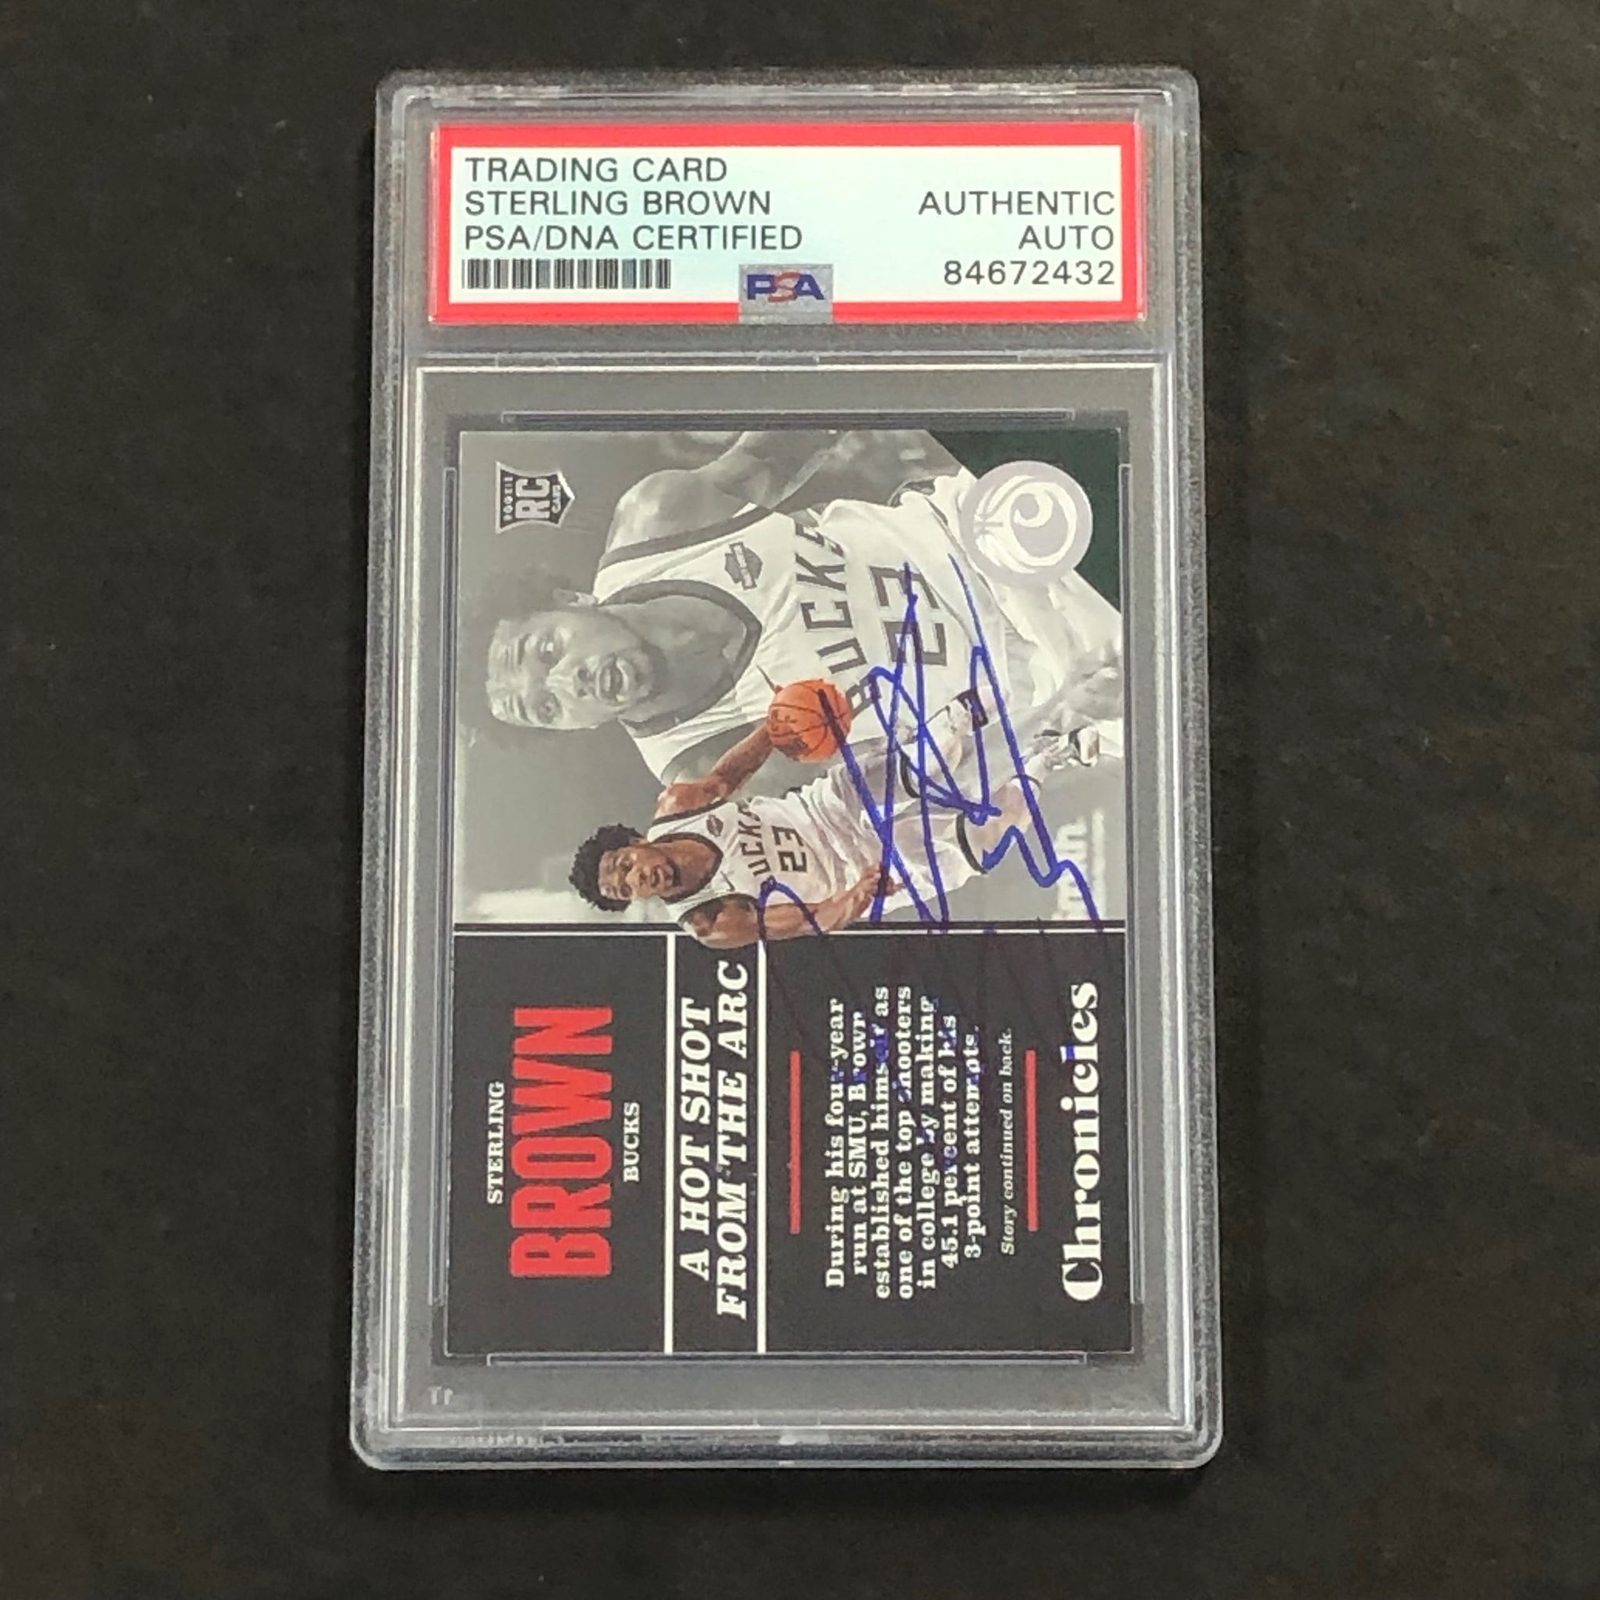 TRADING CARD
STERLING BROWN
PSA/DNA CERTIFIED
AUTHENTIC
AUTO
84672432
PSA
ROOKIE
RC
CARD
BUCKS
23
BUCKS
23
STERLING
BROWN
BUCKS
A HOT SHOT
FROM THE ARC
During his four-year
run at SMU, Brown
established himself as
one of the top shooters
in college by making
45.1 percent of his
3-point attempts.
Story continued on back.
Chronicles